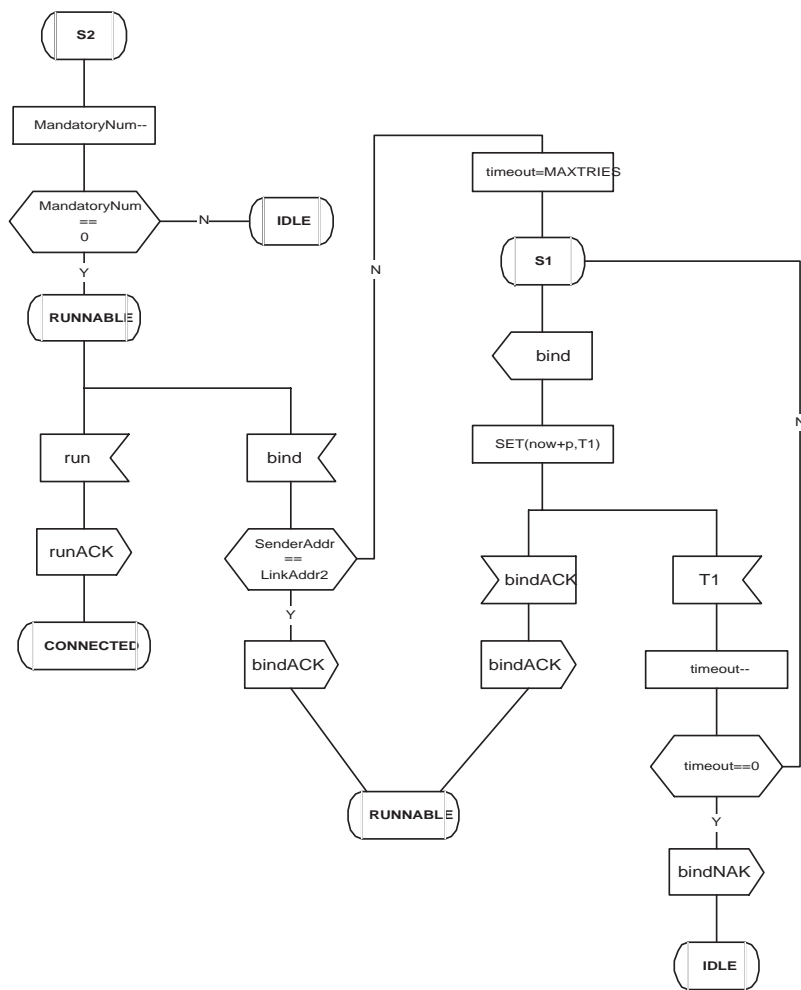 S2
MandatoryNum--
MandatoryNum
==
0
N
IDLE
Y
RUNNABLE
run
runACK
CONNECTED
bind
SenderAddr
==
LinkAddr2
Y
bindACK
N
timeout=MAXTRIES
S1
bind
SET(now+p,T1)
bindACK
bindACK
RUNNABLE
T1
timeout--
timeout==0
N
Y
bindNAK
IDLE